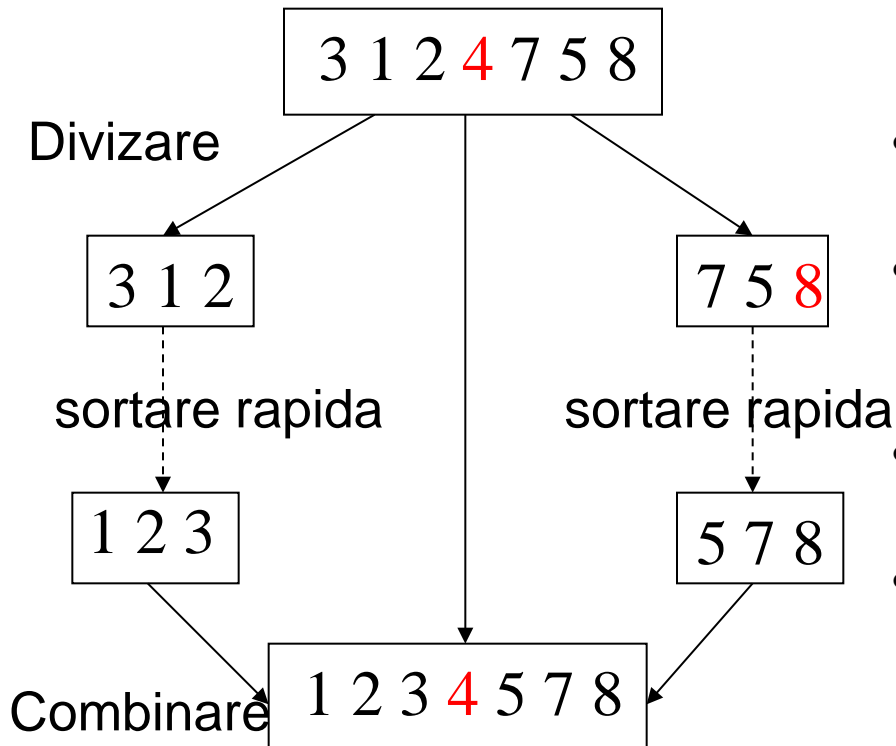 3 1 2 4 7 5 8
Divizare
3 1 2
7 5 8
sortare rapida
sortare rapida
1 2 3
5 7 8
1 2 3 4 5 7 8
Combinare